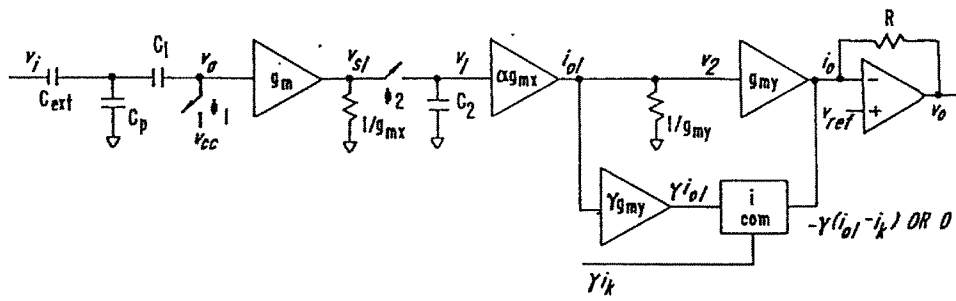 v_i
C_ext
C_p
C_1
v_a
Φ1
v_cc
g_m
v_s1
1/g_mx
Φ2
v_1
C_2
αg_mx
i_o1
v_2
1/g_my
g_my
i_o
R
-
+
v_ref
v_o
γg_my
γi_o1
i
com
-γ(i_o1-i_k) OR 0
γi_k